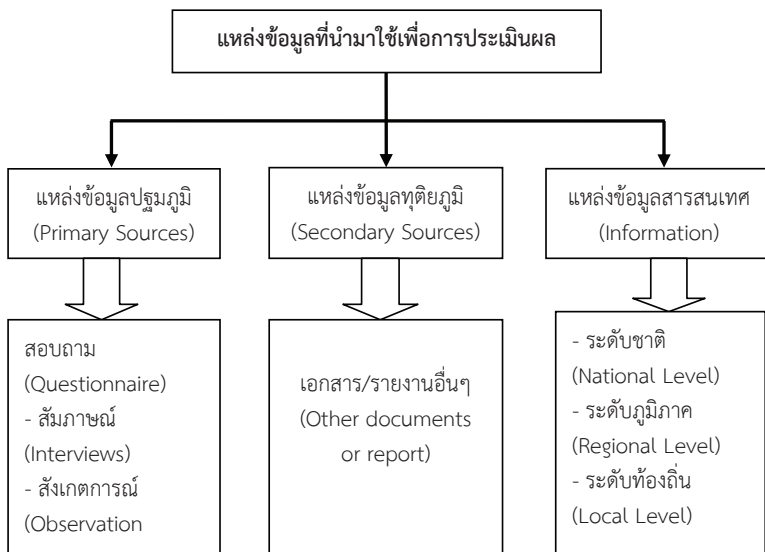 แหล่งข้อมูลที่นำมาใช้เพื่อการประเมินผล
แหล่งข้อมูลปฐมภูมิ
(Primary Sources)
แหล่งข้อมูลทุติยภูมิ
(Secondary Sources)
แหล่งข้อมูลสารสนเทศ
(Information)
สอบถาม
(Questionnaire)
- สัมภาษณ์
(Interviews)
- สังเกตการณ์
(Observation
เอกสาร/รายงานอื่นๆ
(Other documents
or report)
- ระดับชาติ
(National Level)
- ระดับภูมิภาค
(Regional Level)
- ระดับท้องถิ่น
(Local Level)